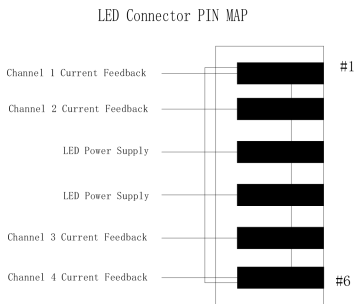 LED Connector PIN MAP
#1
Channel 1 Current Feedback
Channel 2 Current Feedback
LED Power Supply
LED Power Supply
Channel 3 Current Feedback
Channel 4 Current Feedback
#6